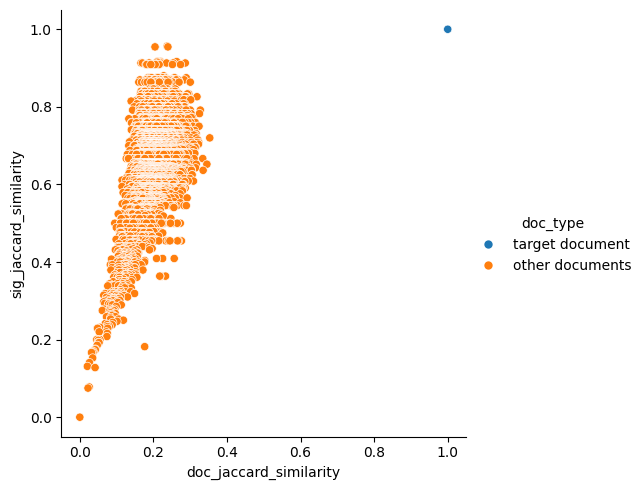 1.0
0.8
0.6
0.4
0.2
0.0
sig_jaccard_similarity
0.0 0.2 0.4 0.6 0.8 1.0
doc_jaccard_similarity
doc_type
target document
other documents